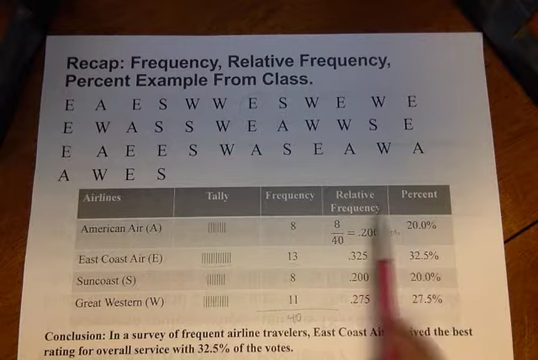 Recap: Frequency, Relative Frequency,
Percent Example From Class.
E A E S W W E S W E W E
E W A S S W E A W W S E
E A E E S W A S E A W A
A W E S
Airlines Tally Frequency Relative Frequency Percent
American Air (A) 8 8/40 = .200 20.0%
East Coast Air (E) 13 .325 32.5%
Suncoast (S) 8 .200 20.0%
Great Western (W) 11 .275 27.5%
40
Conclusion: In a survey of frequent airline travelers, East Coast the best
rating for overall service with 32.5% of the votes.